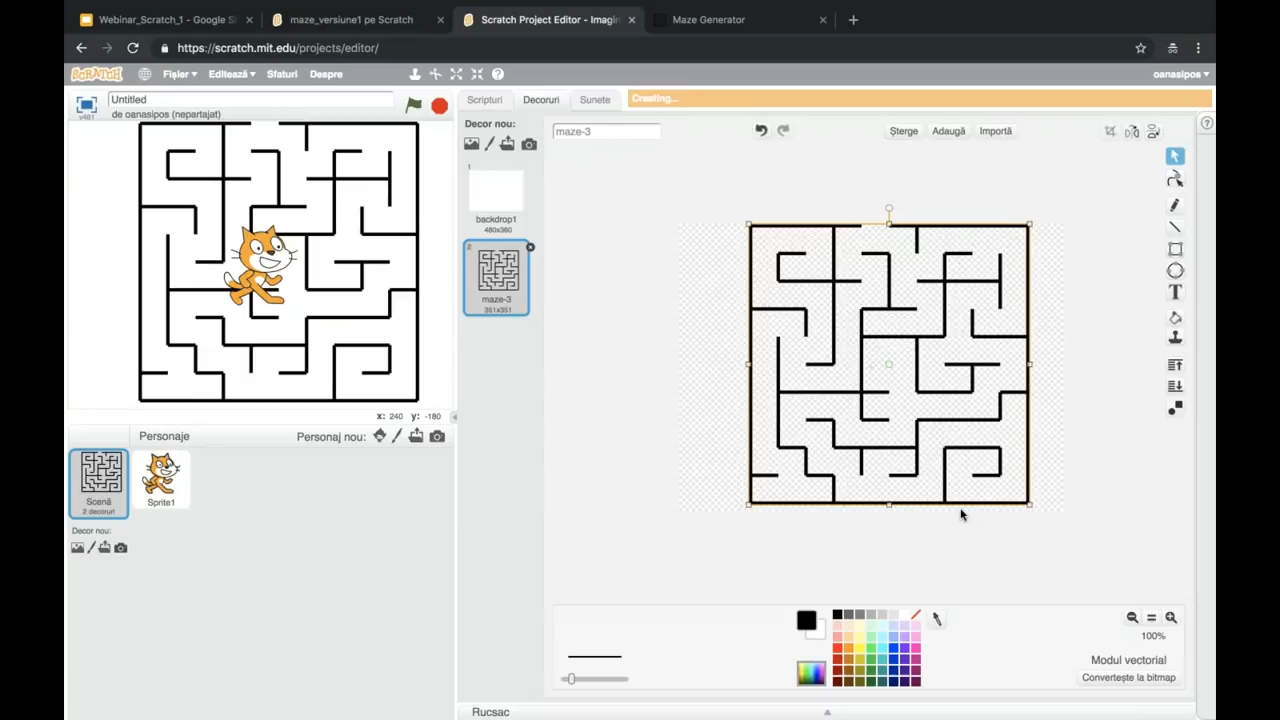 Webinar_Scratch_1 - Google Sl
maze_versiune1 pe Scratch
Scratch Project Editor - Imagin
Maze Generator
https://scratch.mit.edu/projects/editor/
SCRATCH
Fișier
Editează
Sfaturi
Despre
oanasipos
v461
Untitled
de oanasipos (nepartajat)
Scripturi
Decoruri
Sunete
Creating...
Decor nou:
maze-3
Șterge
Adaugă
Importă
1
backdrop1
480x360
2
maze-3
351x351
T
x: 240 y: -180
Personaje
Personaj nou:
Scenă
2 decoruri
Sprite1
Decor nou:
100%
Modul vectorial
Convertește la bitmap
Rucsac